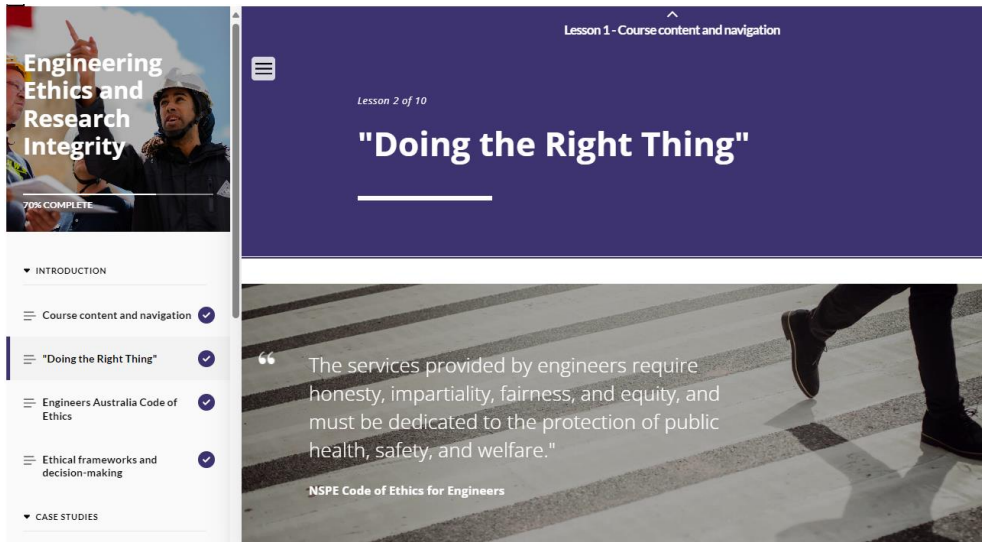 Engineering
Ethics and
Research
Integrity
70% COMPLETE
INTRODUCTION
Course content and navigation
"Doing the Right Thing"
Engineers Australia Code of
Ethics
Ethical frameworks and
decision-making
CASE STUDIES
Lesson 1 - Course content and navigation
Lesson 2 of 10
"Doing the Right Thing"
“
The services provided by engineers require
honesty, impartiality, fairness, and equity, and
must be dedicated to the protection of public
health, safety, and welfare."
NSPE Code of Ethics for Engineers